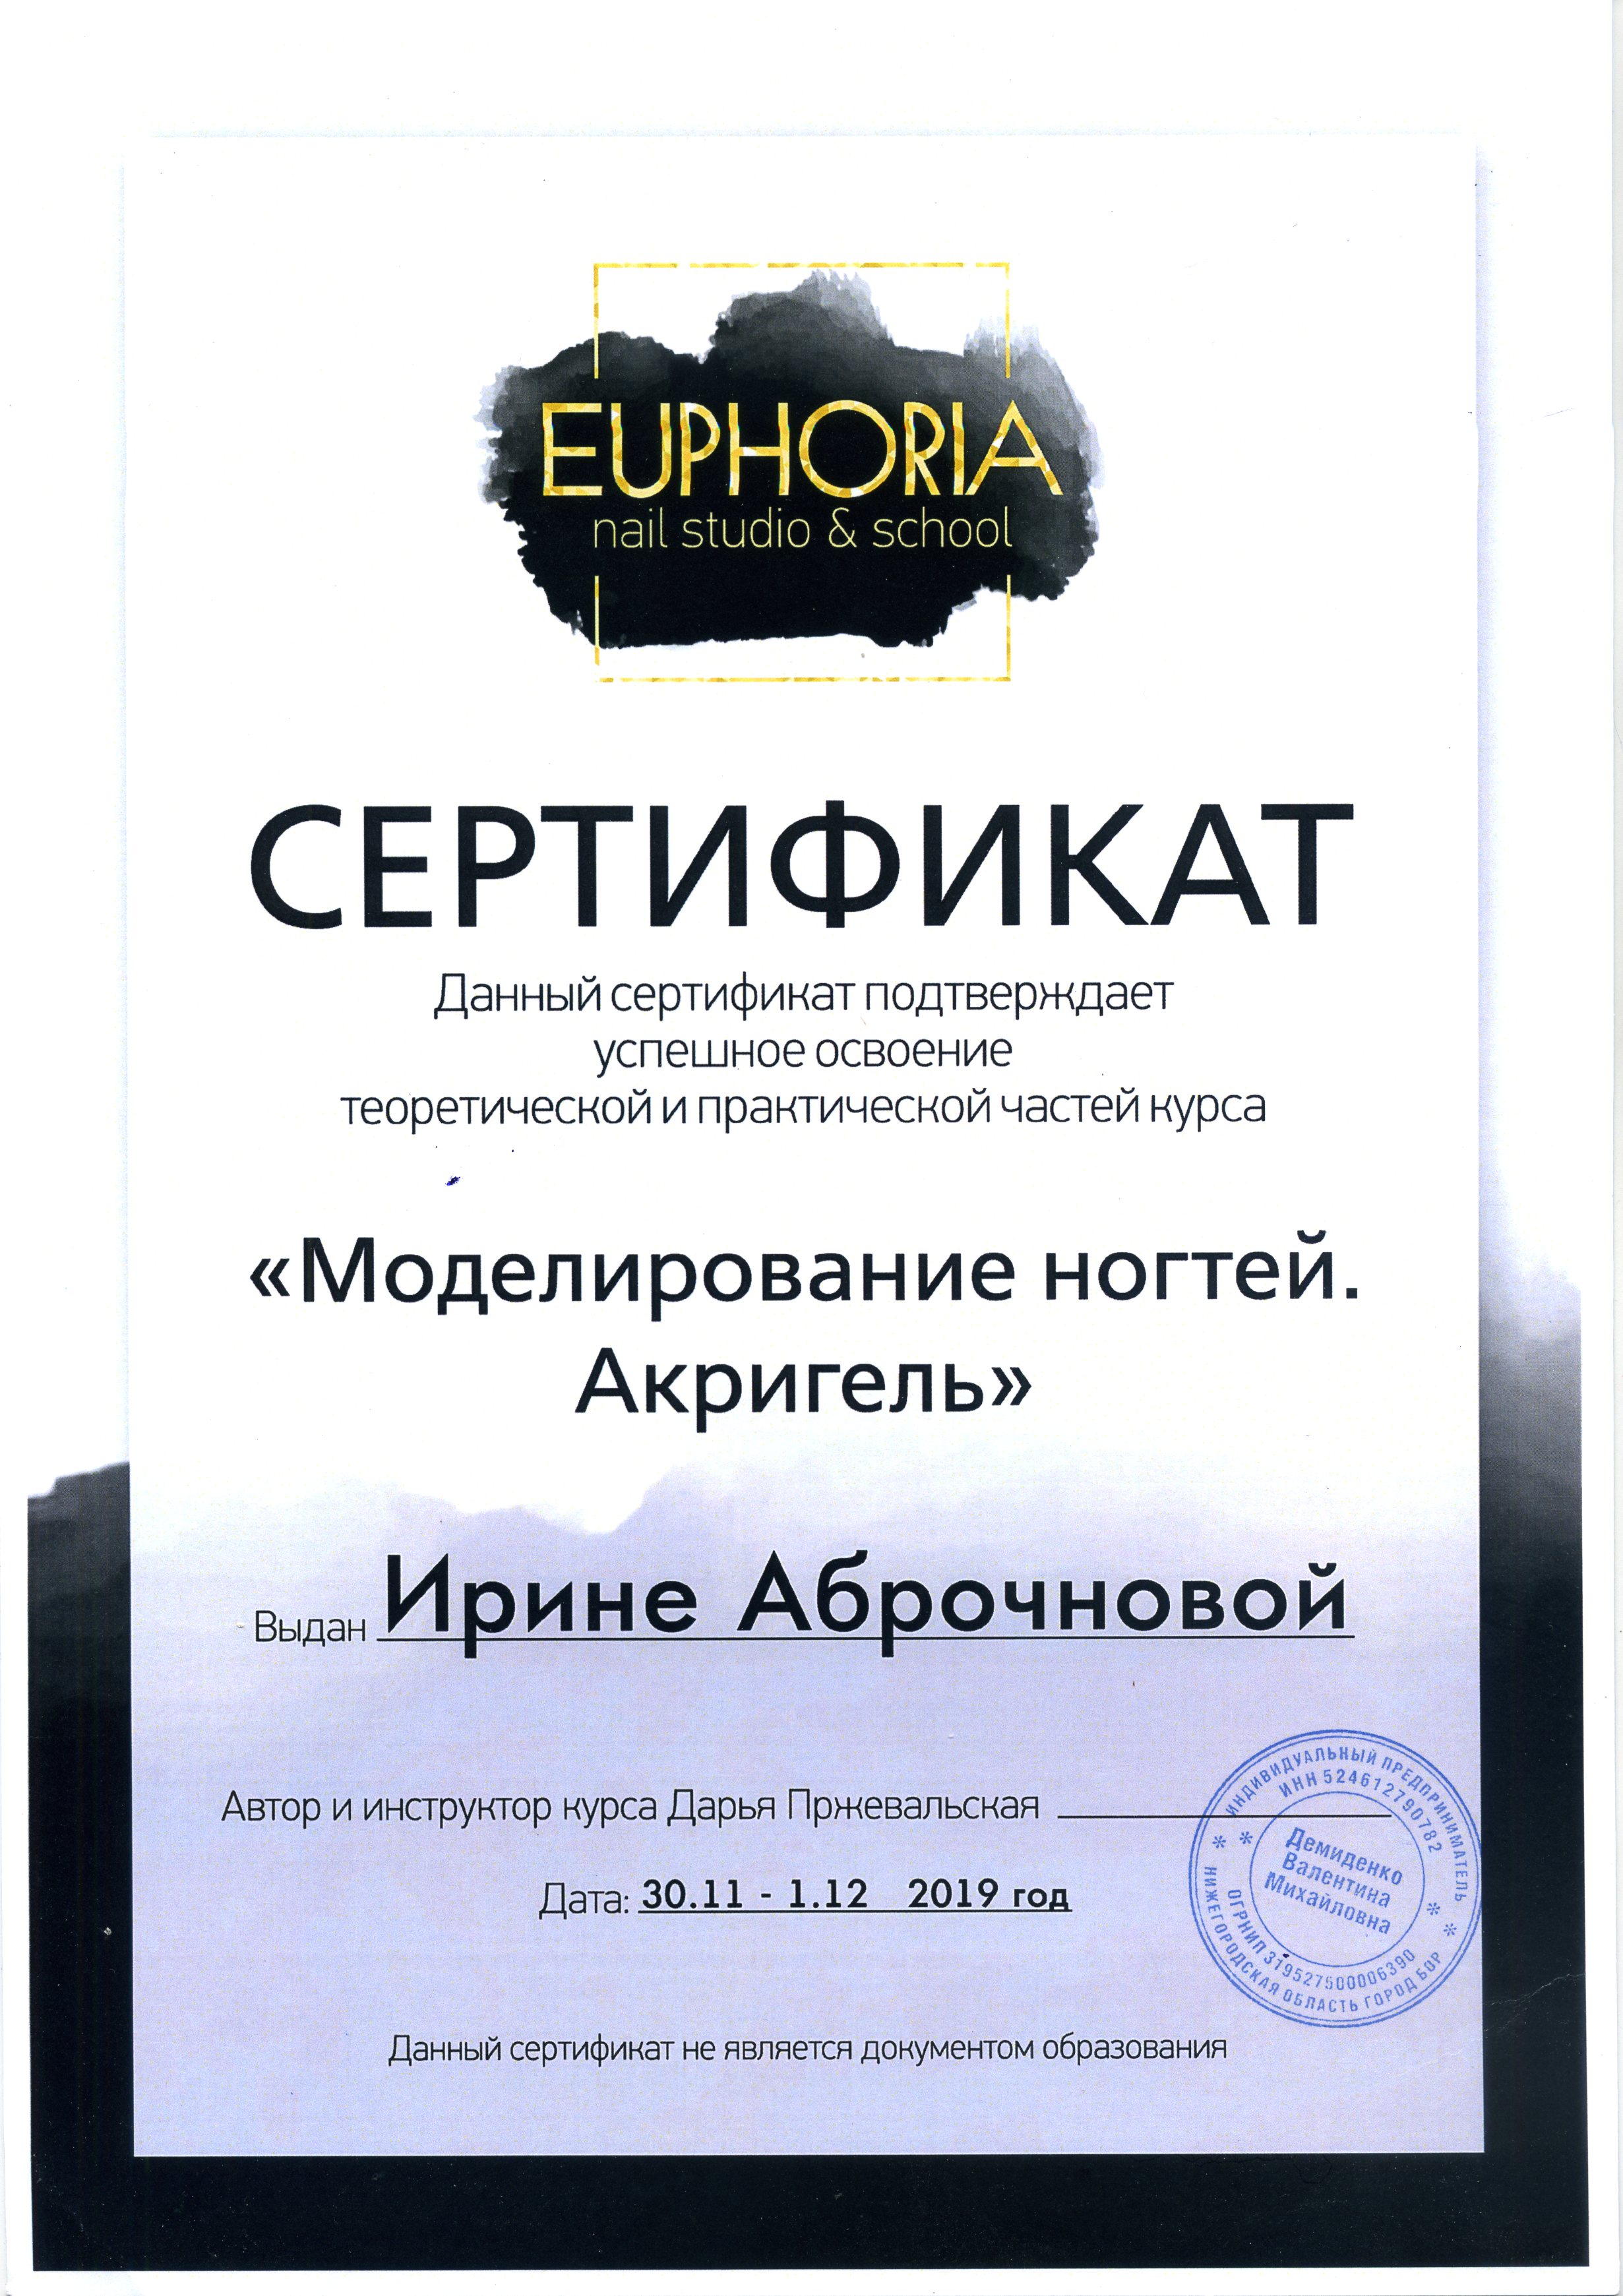 EUPHORIA
nail studio & school
СЕРТИФИКАТ
Данный сертификат подтверждает
успешное освоение
теоретической и практической частей курса
«Моделирование ногтей.
Акригель»
Выдан Ирине Аброчновой
Автор и инструктор курса Дарья Пржевальская
Дата: 30.11 - 1.12 2019 год
ИНДИВИДУАЛЬНЫЙ ПРЕДПРИНИМАТЕЛЬ
ИНН 524612790782
Демиденко
Валентина
Михайловна
ОГРНИП 319527500006390
НИЖЕГОРОДСКАЯ ОБЛАСТЬ ГОРОД БОР
Данный сертификат не является документом образования